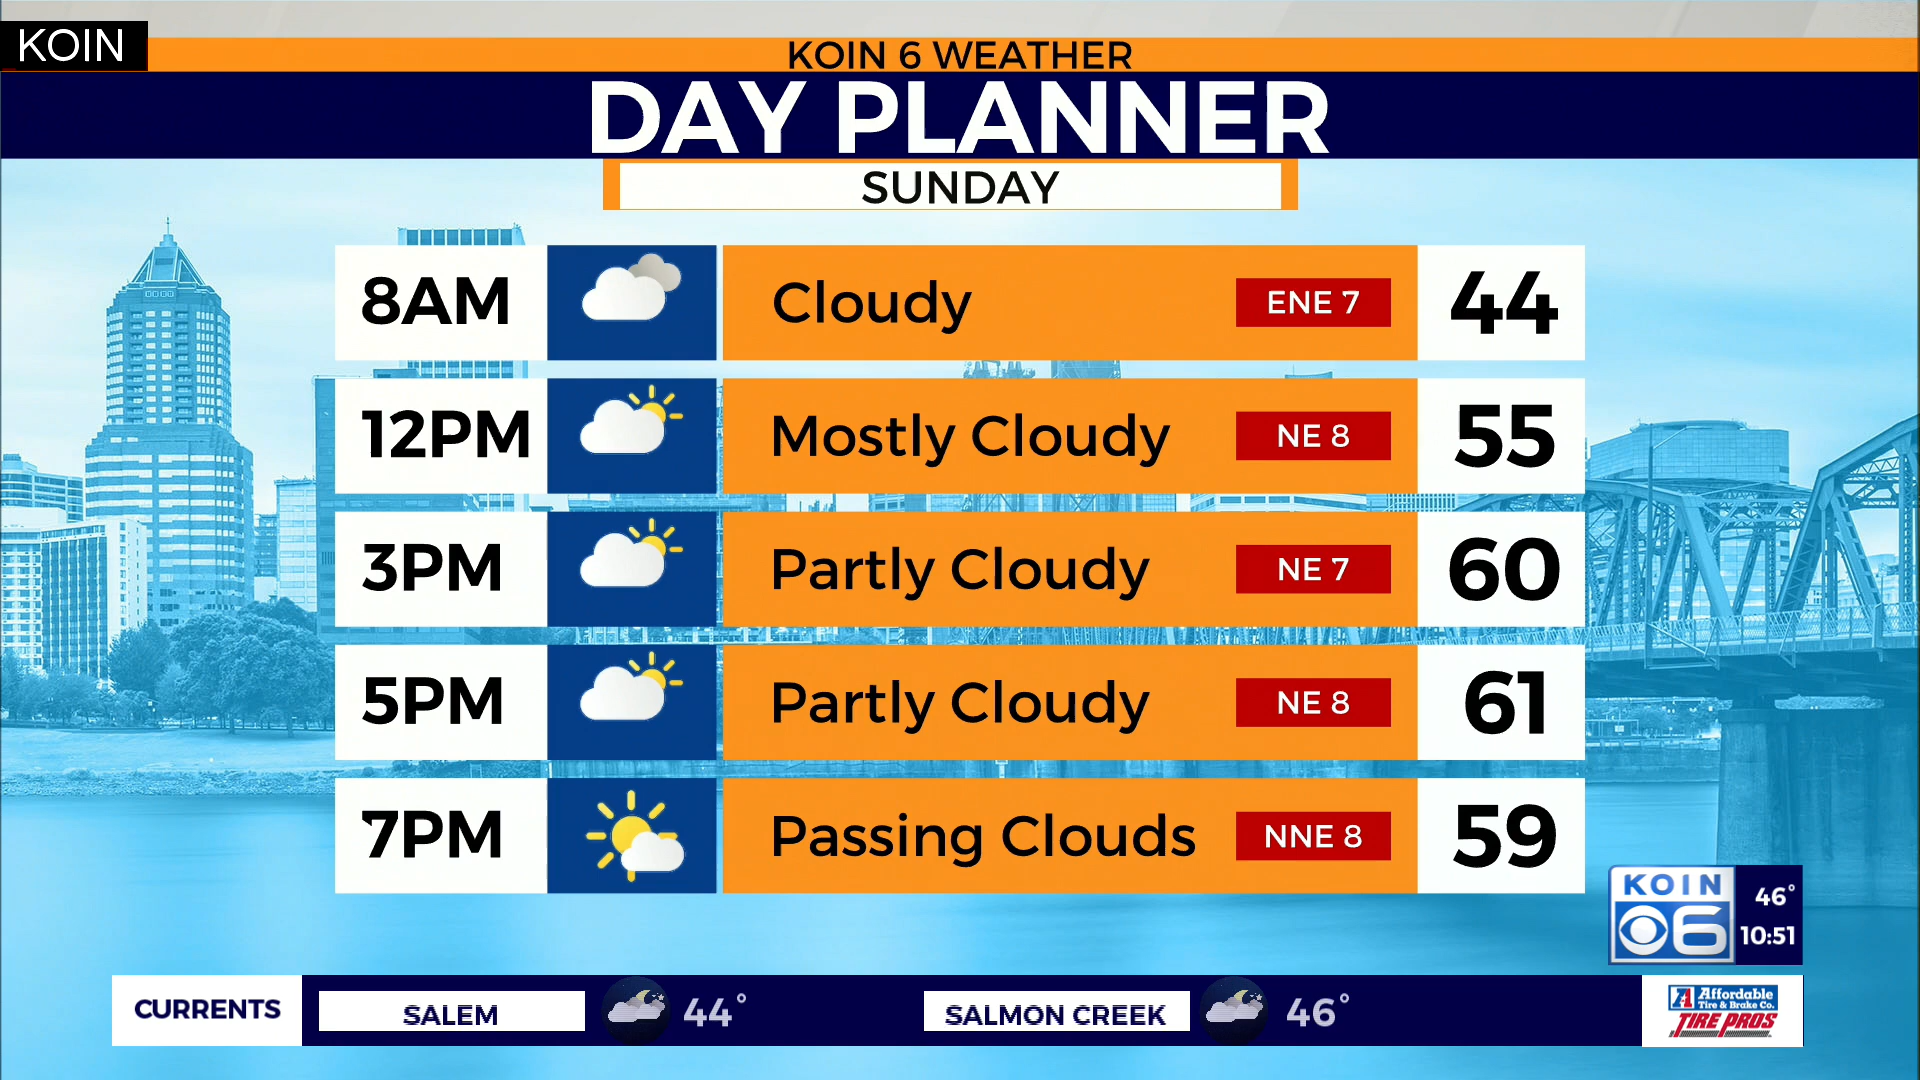 KOIN
KOIN 6 WEATHER
DAY PLANNER
SUNDAY
8AM Cloudy ENE 7 44
12PM Mostly Cloudy NE 8 55
3PM Partly Cloudy NE 7 60
5PM Partly Cloudy NE 8 61
7PM Passing Clouds NNE 8 59
KOIN 6 46°
10:51
CURRENTS SALEM 44° SALMON CREEK 46°
Affordable
Tire & Brake Co.
TIRE PROS